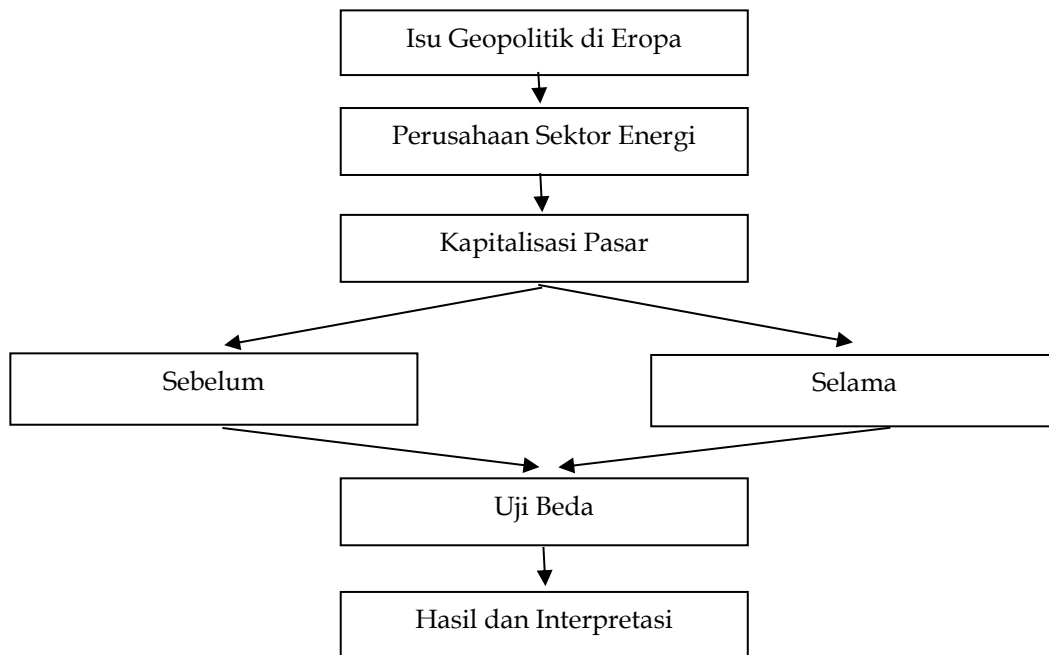 Isu Geopolitik di Eropa
Perusahaan Sektor Energi
Kapitalisasi Pasar
Sebelum
Selama
Uji Beda
Hasil dan Interpretasi